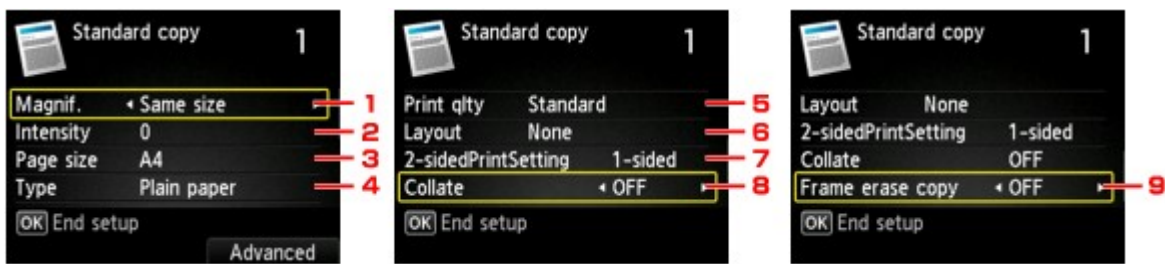 Standard copy 1
Magnif. Same size 1
Intensity 0 2
Page size A4 3
Type Plain paper 4
OK End setup
Advanced
Standard copy 1
Print qlty Standard 5
Layout None 6
2-sidedPrintSetting 1-sided 7
Collate OFF 8
OK End setup
Standard copy 1
Layout None
2-sidedPrintSetting 1-sided
Collate OFF
Frame erase copy OFF 9
OK End setup